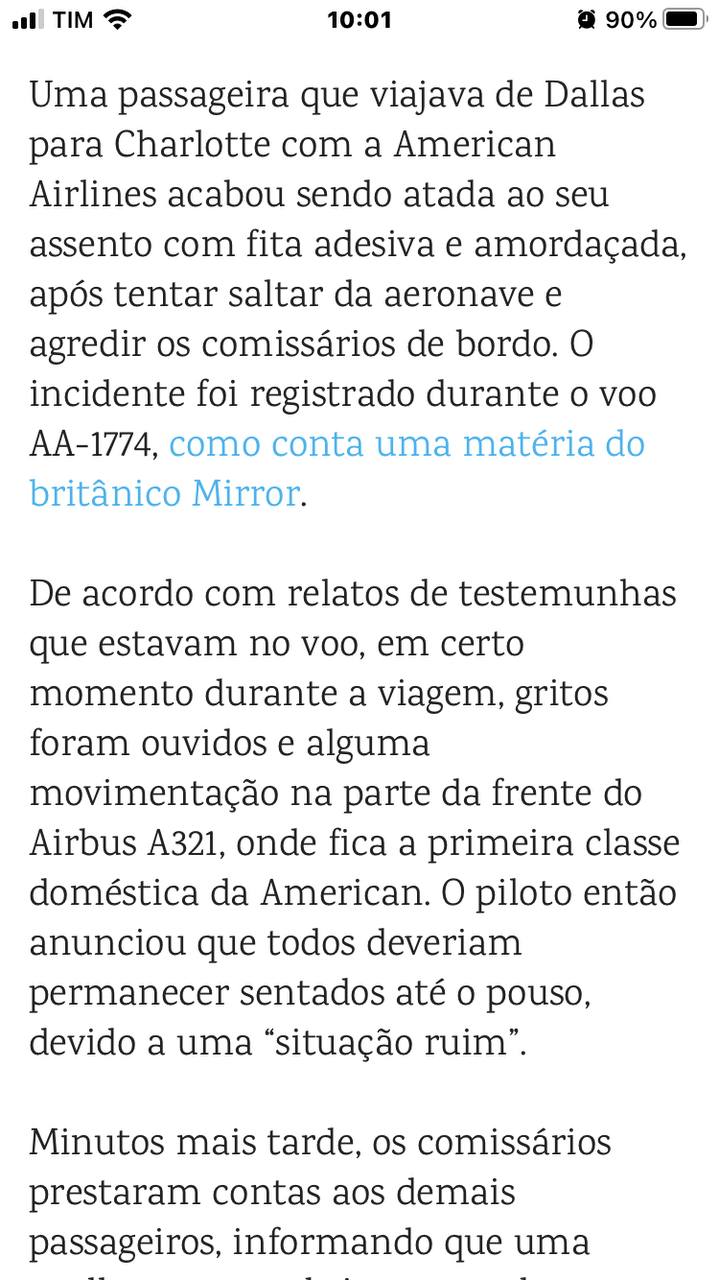 TIM
10:01
90%
Uma passageira que viajava de Dallas
para Charlotte com a American
Airlines acabou sendo atada ao seu
assento com fita adesiva e amordaçada,
após tentar saltar da aeronave e
agredir os comissários de bordo. O
incidente foi registrado durante o voo
AA-1774, como conta uma matéria do
britânico Mirror.
De acordo com relatos de testemunhas
que estavam no voo, em certo
momento durante a viagem, gritos
foram ouvidos e alguma
movimentação na parte da frente do
Airbus A321, onde fica a primeira classe
doméstica da American. O piloto então
anunciou que todos deveriam
permanecer sentados até o pouso,
devido a uma “situação ruim”.
Minutos mais tarde, os comissários
prestaram contas aos demais
passageiros, informando que uma